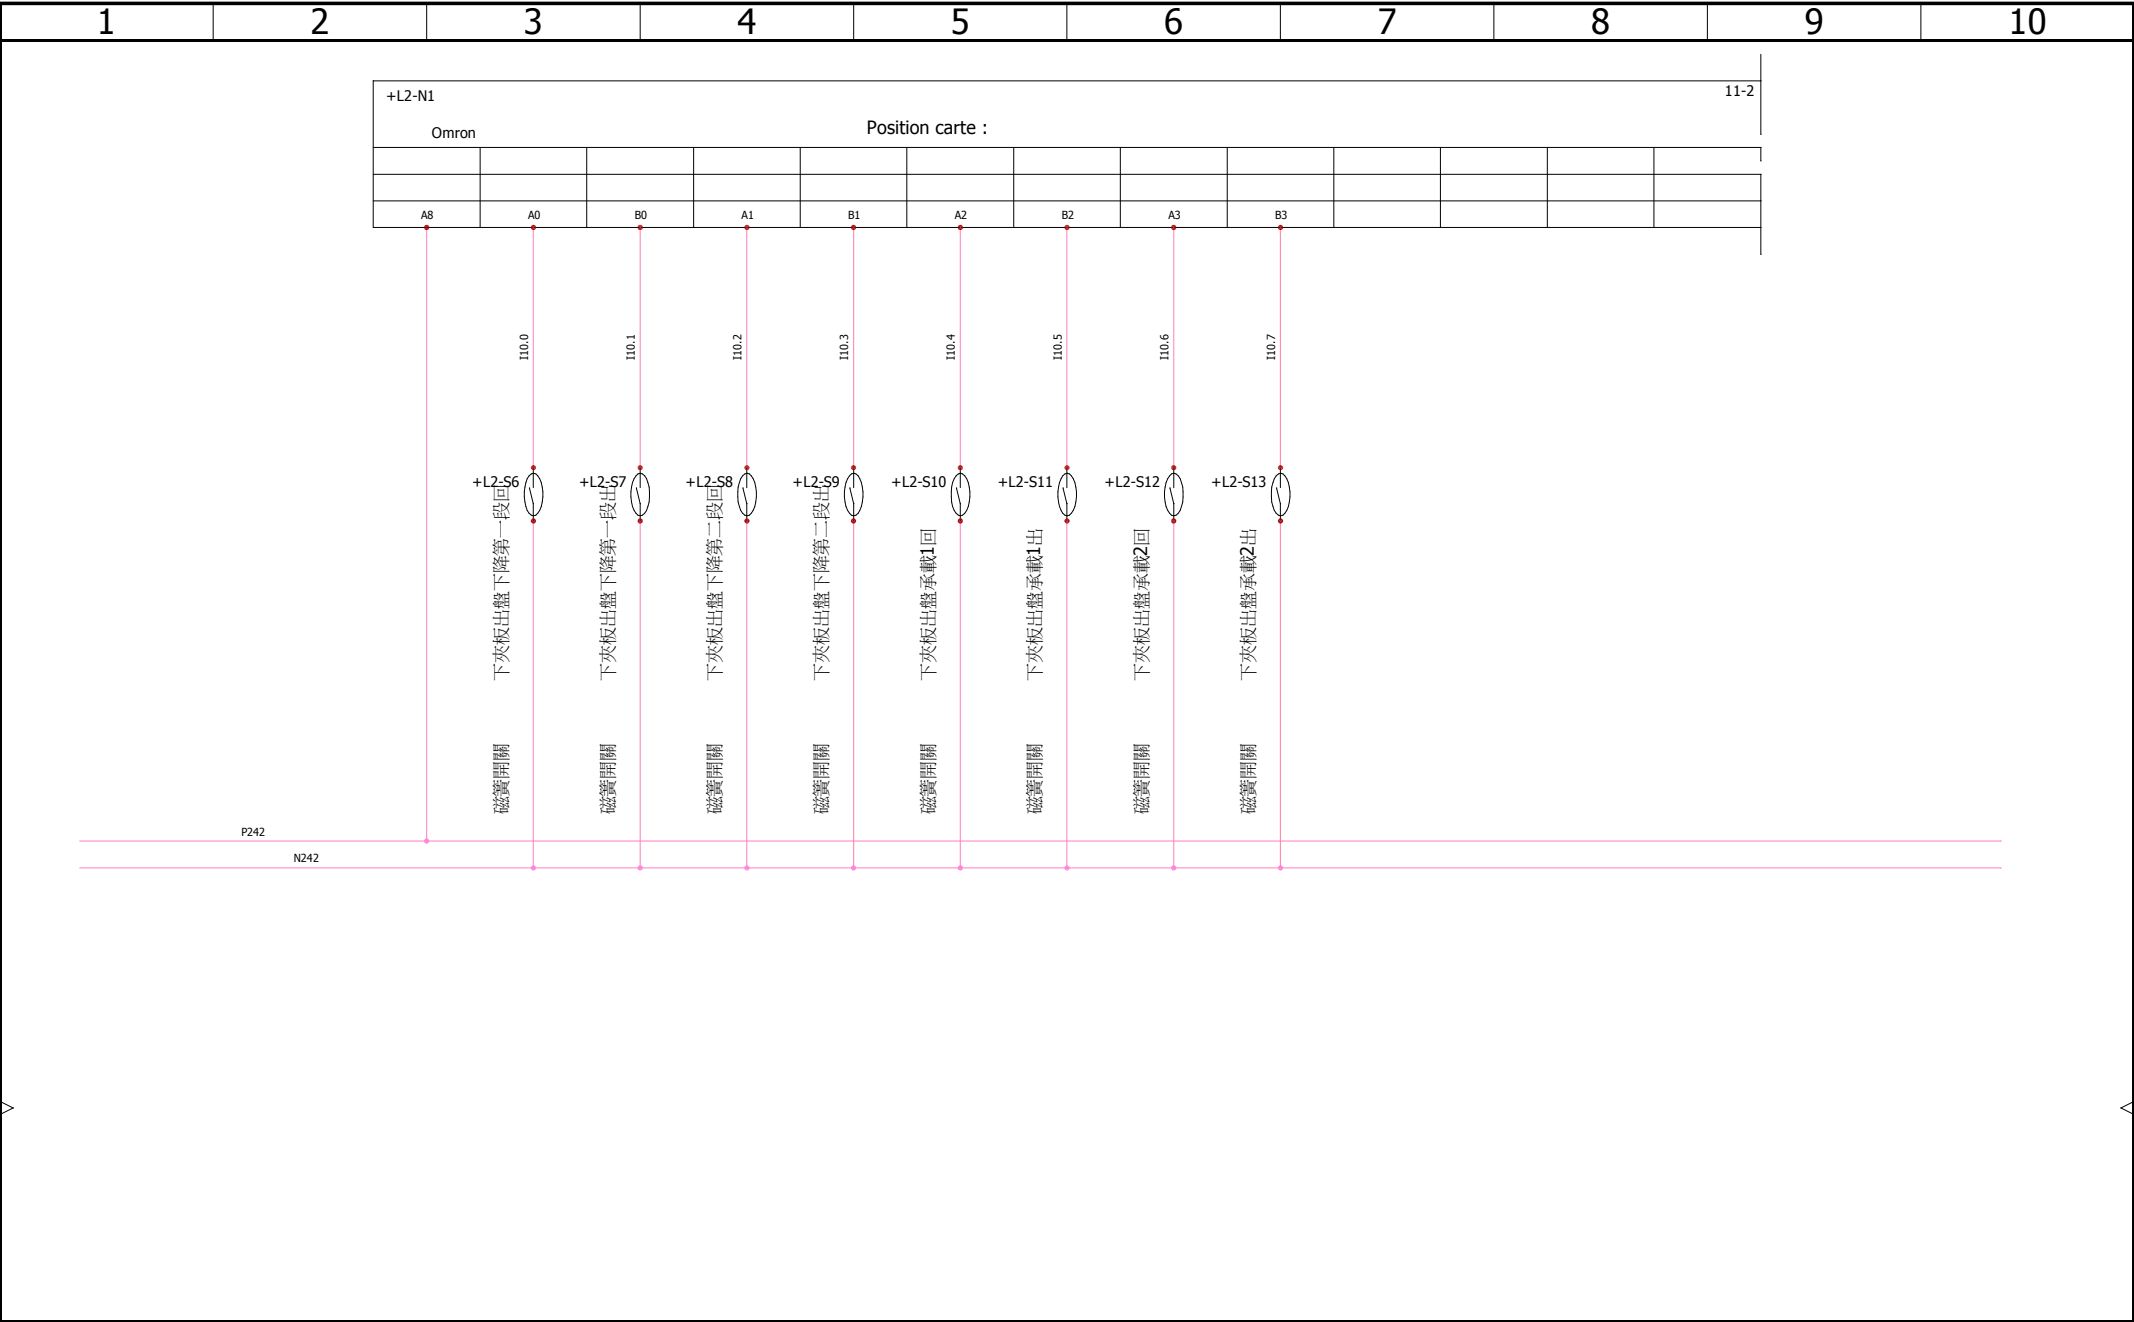 1 2 3 4 5 6 7 8 9 10
+L2-N1 11-2
Omron Position carte :
A8 A0 B0 A1 B1 A2 B2 A3 B3
I10.0 I10.1 I10.2 I10.3 I10.4 I10.5 I10.6 I10.7
+L2-S6 +L2-S7 +L2-S8 +L2-S9 +L2-S10 +L2-S11 +L2-S12 +L2-S13
下夾板出盤下降第一段回
下夾板出盤下降第一段出
下夾板出盤下降第二段回
下夾板出盤下降第二段出
下夾板出盤承載1回
下夾板出盤承載1出
下夾板出盤承載2回
下夾板出盤承載2出
磁簧開關
磁簧開關
磁簧開關
磁簧開關
磁簧開關
磁簧開關
磁簧開關
磁簧開關
P242
N242